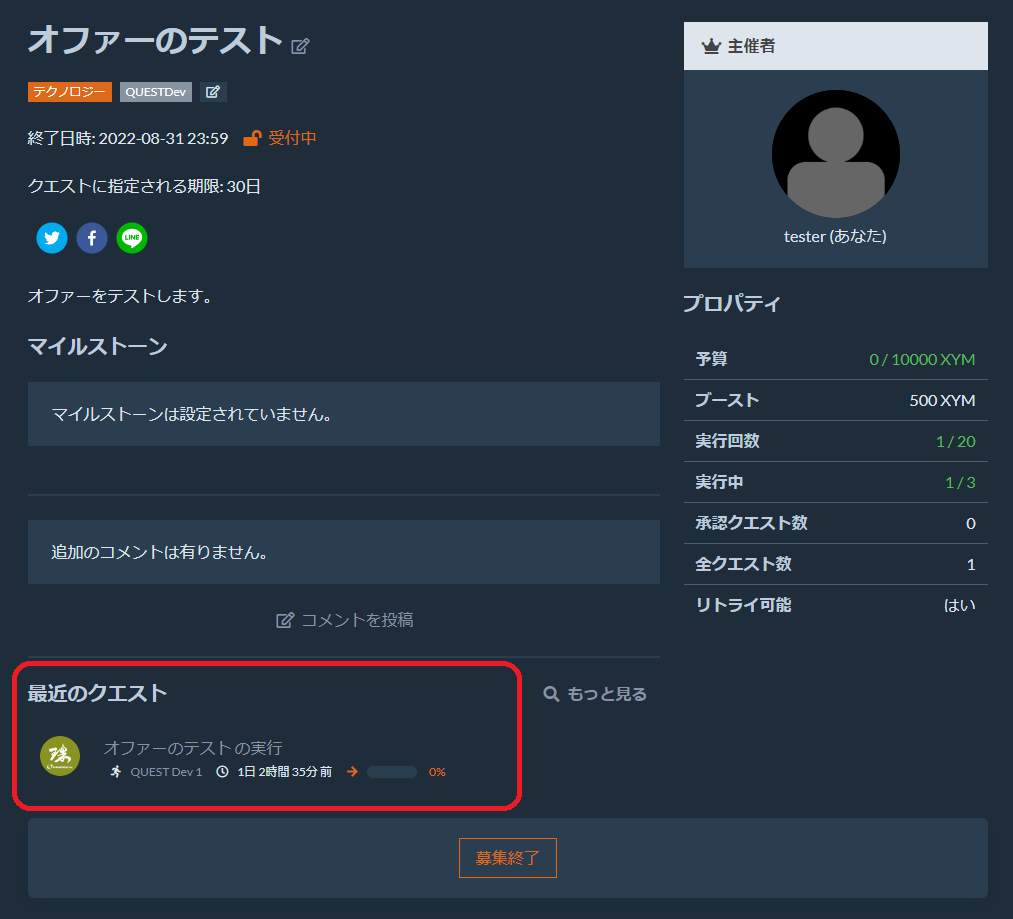 オファーのテスト
テクノロジー QUESTDev
終了日時: 2022-08-31 23:59 受付中
クエストに指定される期限: 30日
LINE
オファーをテストします。
マイルストーン
マイルストーンは設定されていません。
追加のコメントは有りません。
コメントを投稿
最近のクエスト
もっと見る
オファーのテスト の実行
QUEST Dev 1 1日 2時間 35分 前 0%
募集終了
主催者
tester (あなた)
プロパティ
予算 0 / 10000 XYM
ブースト 500 XYM
実行回数 1 / 20
実行中 1 / 3
承認クエスト数 0
全クエスト数 1
リトライ可能 はい